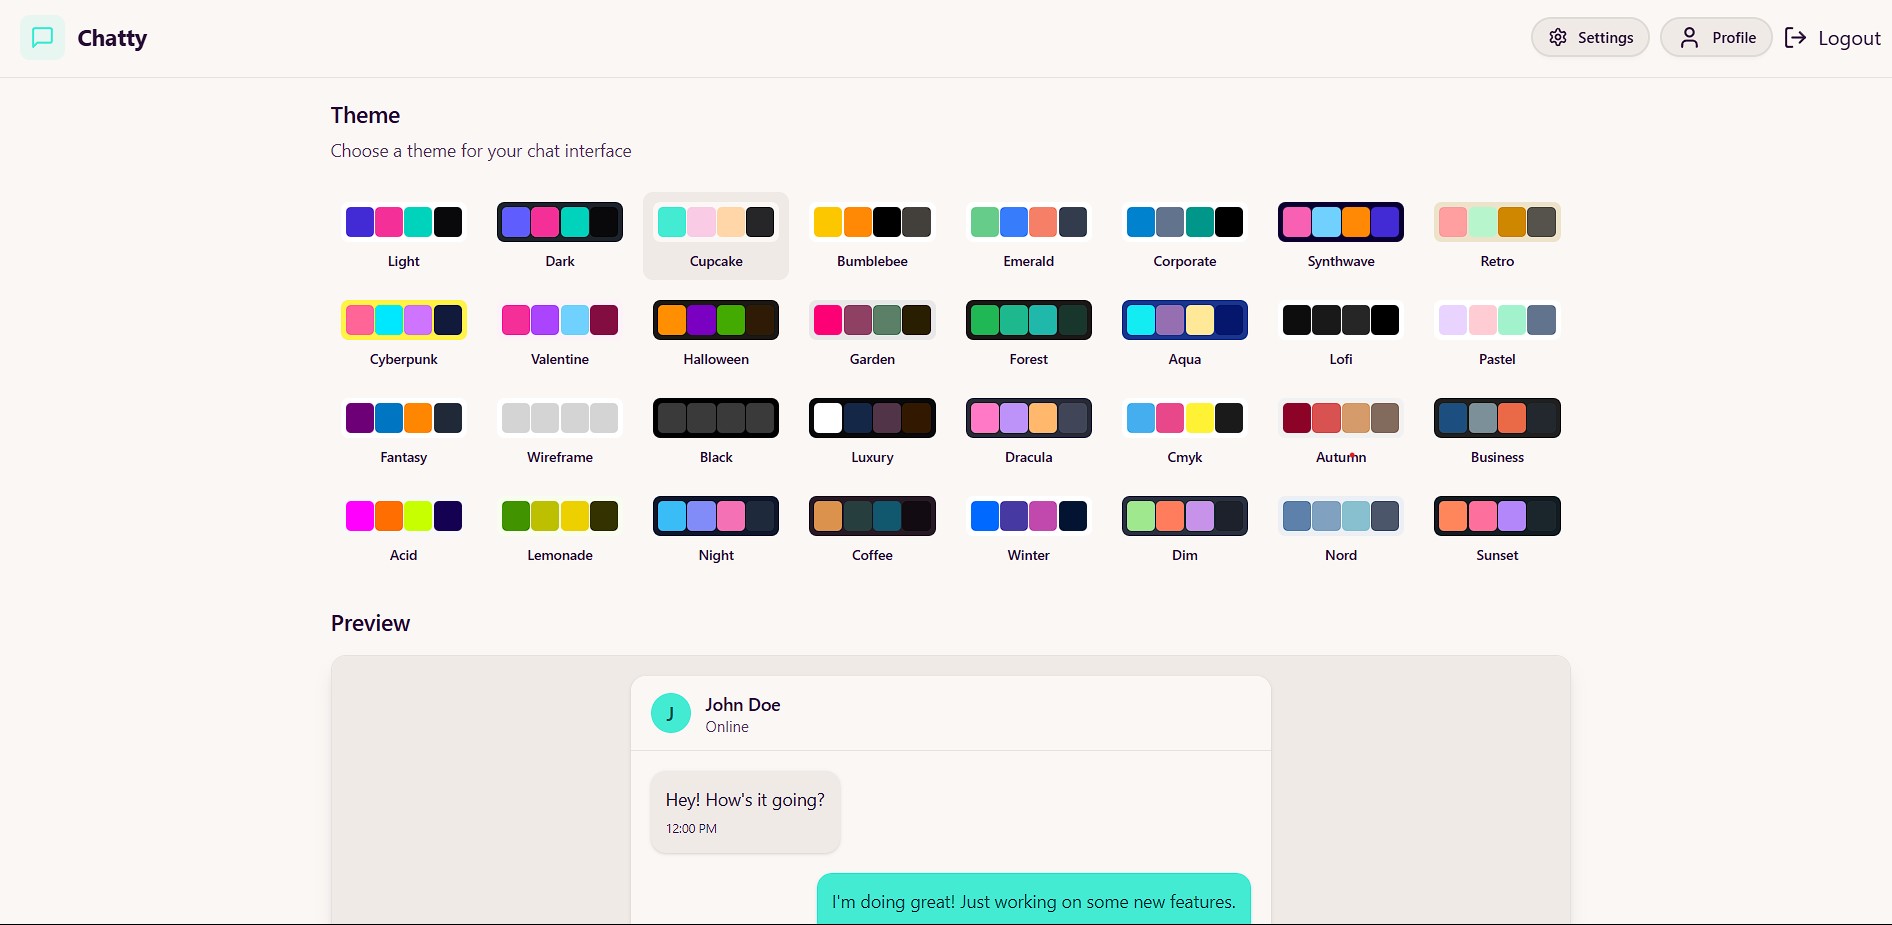 Chatty
Settings
Profile
Logout
Theme
Choose a theme for your chat interface
Light
Dark
Cupcake
Bumblebee
Emerald
Corporate
Synthwave
Retro
Cyberpunk
Valentine
Halloween
Garden
Forest
Aqua
Lofi
Pastel
Fantasy
Wireframe
Black
Luxury
Dracula
Cmyk
Autumn
Business
Acid
Lemonade
Night
Coffee
Winter
Dim
Nord
Sunset
Preview
J
John Doe
Online
Hey! How's it going?
12:00 PM
I'm doing great! Just working on some new features.